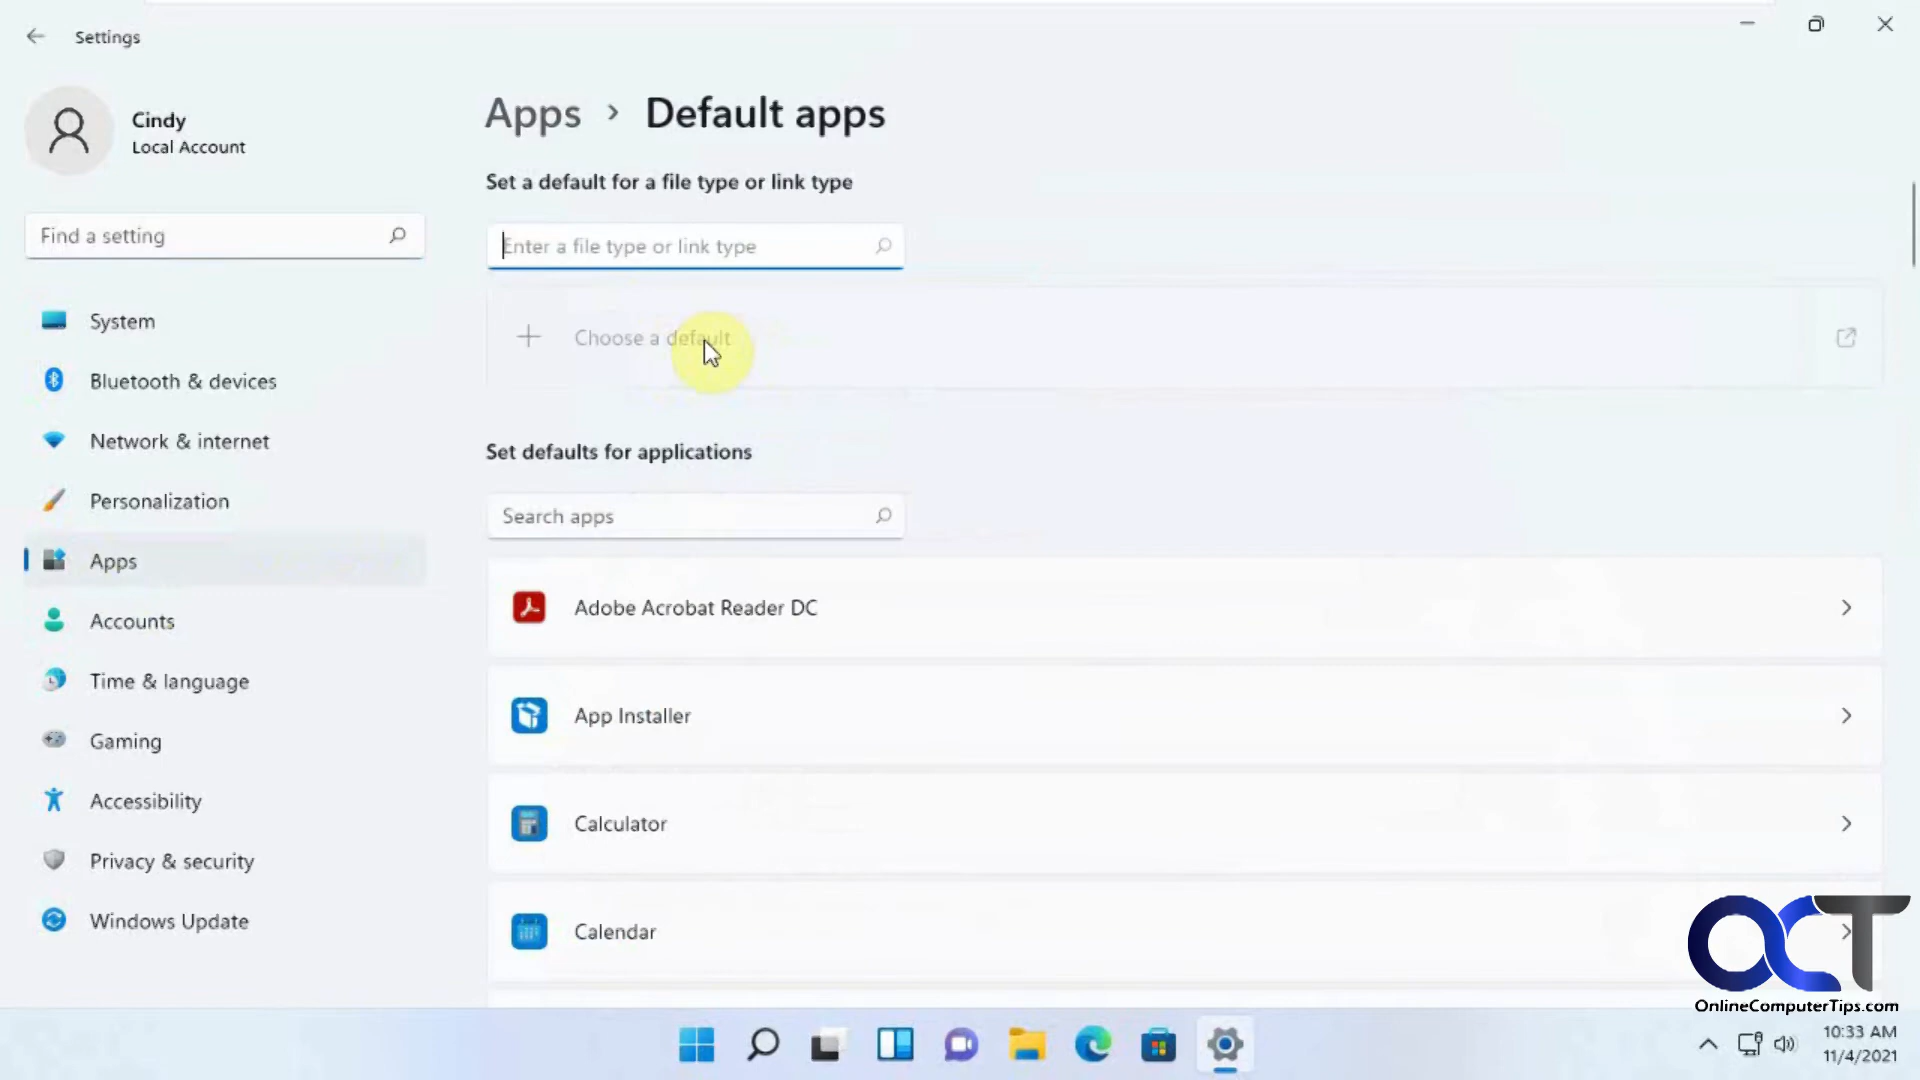 Settings
Cindy
Local Account
Find a setting
System
Bluetooth & devices
Network & internet
Personalization
Apps
Accounts
Time & language
Gaming
Accessibility
Privacy & security
Windows Update
Apps > Default apps
Set a default for a file type or link type
Enter a file type or link type
Choose a default
Set defaults for applications
Search apps
Adobe Acrobat Reader DC
App Installer
Calculator
Calendar
OCT
OnlineComputerTips.com
10:33 AM
11/4/2021